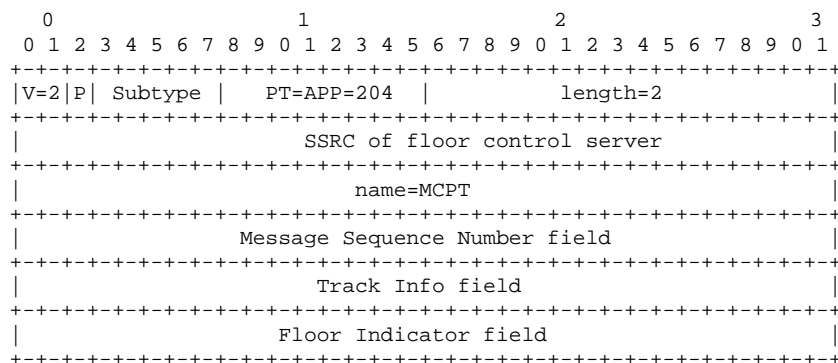 0                   1                   2                   3
0 1 2 3 4 5 6 7 8 9 0 1 2 3 4 5 6 7 8 9 0 1 2 3 4 5 6 7 8 9 0 1
+-+-+-+-+-+-+-+-+-+-+-+-+-+-+-+-+-+-+-+-+-+-+-+-+-+-+-+-+-+-+-+-+
|V=2|P| Subtype | PT=APP=204 | length=2 |
+-+-+-+-+-+-+-+-+-+-+-+-+-+-+-+-+-+-+-+-+-+-+-+-+-+-+-+-+-+-+-+-+
| SSRC of floor control server |
+-+-+-+-+-+-+-+-+-+-+-+-+-+-+-+-+-+-+-+-+-+-+-+-+-+-+-+-+-+-+-+-+
| name=MCPT |
+-+-+-+-+-+-+-+-+-+-+-+-+-+-+-+-+-+-+-+-+-+-+-+-+-+-+-+-+-+-+-+-+
| Message Sequence Number field |
+-+-+-+-+-+-+-+-+-+-+-+-+-+-+-+-+-+-+-+-+-+-+-+-+-+-+-+-+-+-+-+-+
| Track Info field |
+-+-+-+-+-+-+-+-+-+-+-+-+-+-+-+-+-+-+-+-+-+-+-+-+-+-+-+-+-+-+-+-+
| Floor Indicator field |
+-+-+-+-+-+-+-+-+-+-+-+-+-+-+-+-+-+-+-+-+-+-+-+-+-+-+-+-+-+-+-+-+